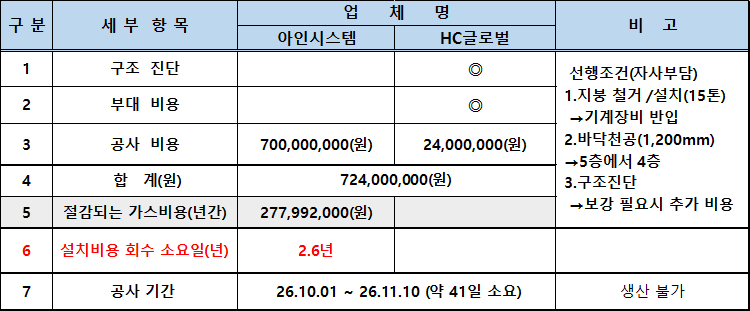 구 분 세 부 항 목 업 체 명 비 고
아인시스템 HC글로벌
1 구조 진단 ◎
2 부대 비용 ◎
3 공사 비용 700,000,000(원) 24,000,000(원)
4 합 계(원) 724,000,000(원)
5 절감되는 가스비용(년간) 277,992,000(원)
6 설치비용 회수 소요일(년) 2.6년
선행조건(자사부담)
1.지붕 철거 /설치(15톤)
→기계장비 반입
2.바닥천공(1,200mm)
→5층에서 4층
3.구조진단
→보강 필요시 추가 비용
7 공사 기간 26.10.01 ~ 26.11.10 (약 41일 소요) 생산 불가